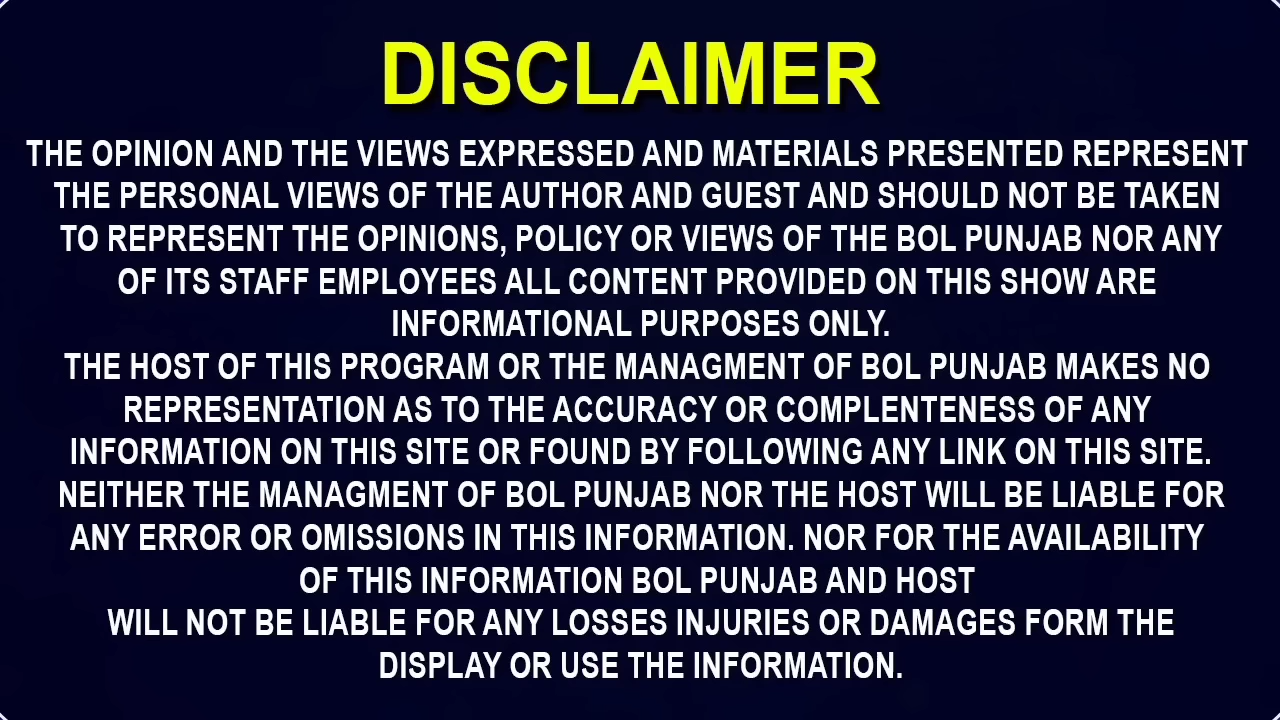 DISCLAIMER
THE OPINION AND THE VIEWS EXPRESSED AND MATERIALS PRESENTED REPRESENT
THE PERSONAL VIEWS OF THE AUTHOR AND GUEST AND SHOULD NOT BE TAKEN
TO REPRESENT THE OPINIONS, POLICY OR VIEWS OF THE BOL PUNJAB NOR ANY
OF ITS STAFF EMPLOYEES ALL CONTENT PROVIDED ON THIS SHOW ARE
INFORMATIONAL PURPOSES ONLY.
THE HOST OF THIS PROGRAM OR THE MANAGMENT OF BOL PUNJAB MAKES NO
REPRESENTATION AS TO THE ACCURACY OR COMPLENTENESS OF ANY
INFORMATION ON THIS SITE OR FOUND BY FOLLOWING ANY LINK ON THIS SITE.
NEITHER THE MANAGMENT OF BOL PUNJAB NOR THE HOST WILL BE LIABLE FOR
ANY ERROR OR OMISSIONS IN THIS INFORMATION. NOR FOR THE AVAILABILITY
OF THIS INFORMATION BOL PUNJAB AND HOST
WILL NOT BE LIABLE FOR ANY LOSSES INJURIES OR DAMAGES FORM THE
DISPLAY OR USE THE INFORMATION.